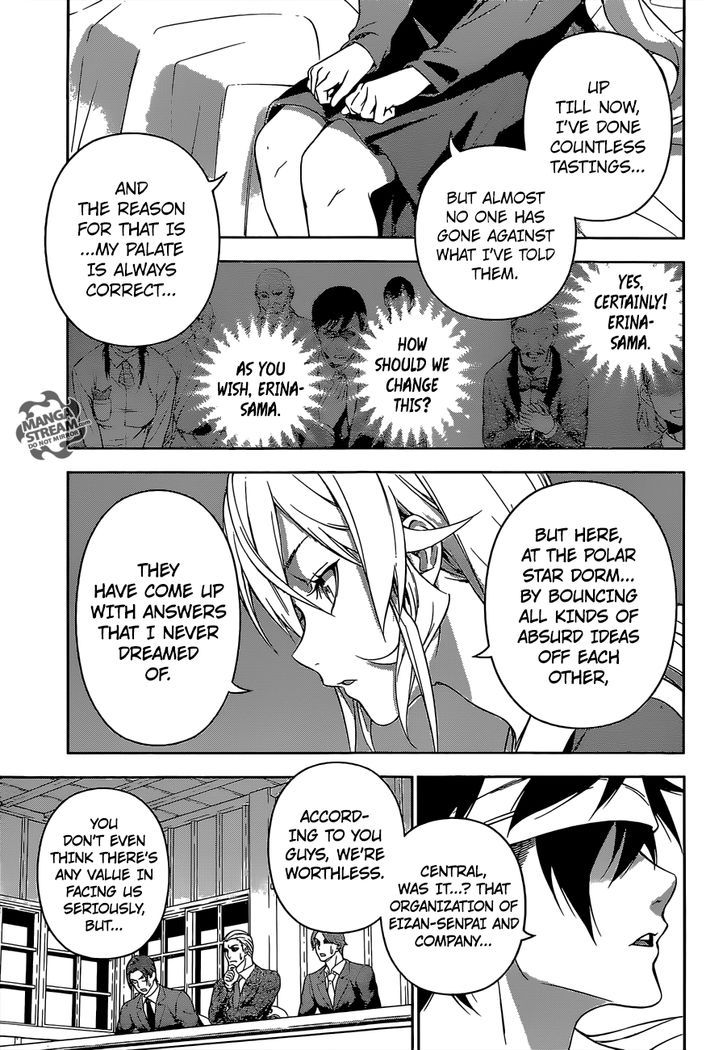 UP
TILL NOW,
I'VE DONE
COUNTLESS
TASTINGS...
BUT ALMOST
NO ONE HAS
GONE AGAINST
WHAT I'VE TOLD
THEM.
AND
THE REASON
FOR THAT IS
...MY PALATE
IS ALWAYS
CORRECT...
YES,
CERTAINLY!
ERINA-
SAMA.
HOW
SHOULD WE
CHANGE
THIS?
AS YOU
WISH, ERINA-
SAMA.
MANGA
STREAM.com
DO NOT MIRROR
BUT HERE,
AT THE POLAR
STAR DORM...
BY BOUNCING
ALL KINDS OF
ABSURD IDEAS
OFF EACH
OTHER,
THEY
HAVE COME UP
WITH ANSWERS
THAT I NEVER
DREAMED
OF.
CENTRAL,
WAS IT...? THAT
ORGANIZATION OF
EIZAN-SENPAI AND
COMPANY...
ACCORD-
ING TO YOU
GUYS, WE'RE
WORTHLESS.
YOU
DON'T EVEN
THINK THERE'S
ANY VALUE IN
FACING US
SERIOUSLY,
BUT...